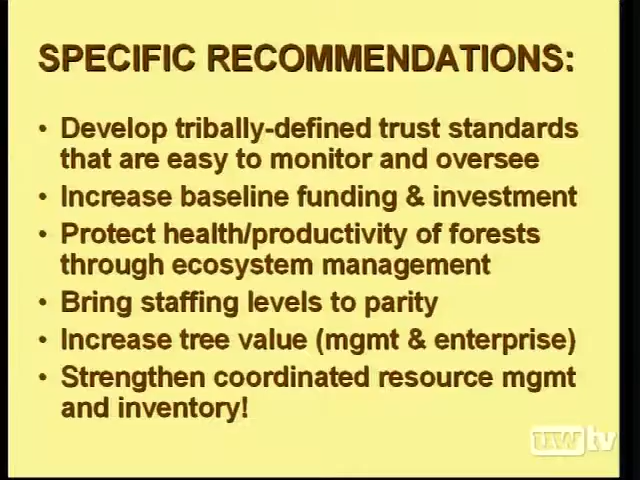 SPECIFIC RECOMMENDATIONS:
• Develop tribally-defined trust standards
that are easy to monitor and oversee
• Increase baseline funding & investment
• Protect health/productivity of forests
through ecosystem management
• Bring staffing levels to parity
• Increase tree value (mgmt & enterprise)
• Strengthen coordinated resource mgmt
and inventory!
uwtv